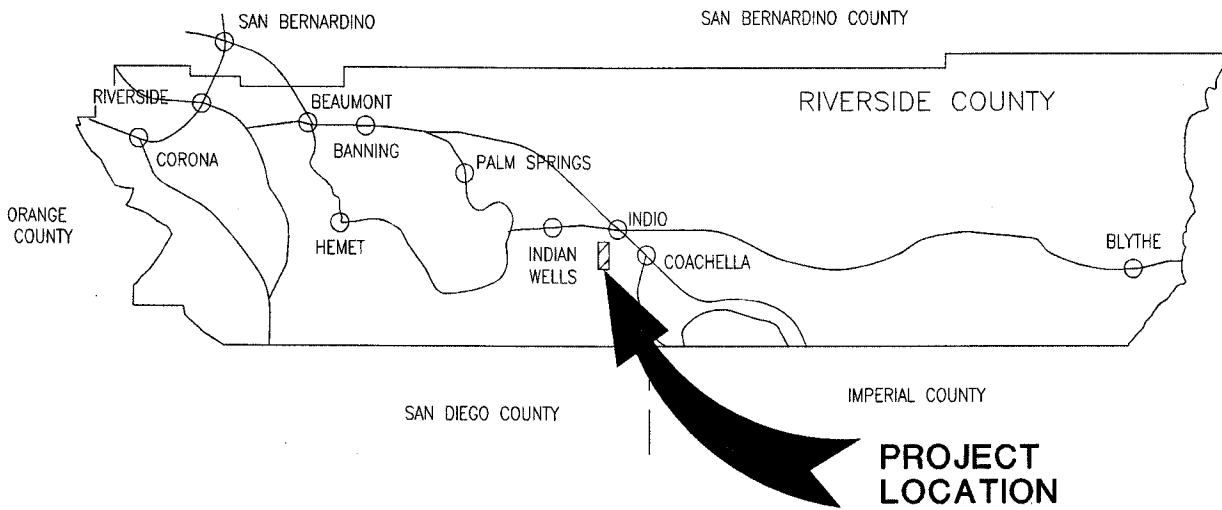 SAN BERNARDINO
SAN BERNARDINO COUNTY
RIVERSIDE
BEAUMONT
RIVERSIDE COUNTY
CORONA
BANNING
PALM SPRINGS
ORANGE
COUNTY
HEMET
INDIAN
WELLS
INDIO
COACHELLA
BLYTHE
SAN DIEGO COUNTY
IMPERIAL COUNTY
PROJECT
LOCATION